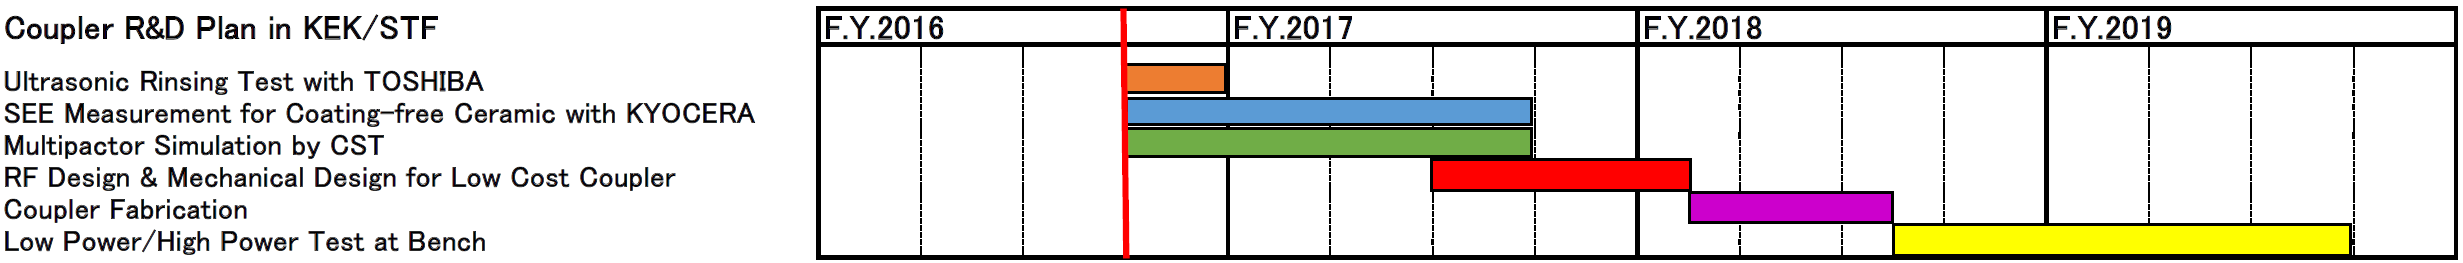 Coupler R&D Plan in KEK/STF
F.Y.2016
F.Y.2017
F.Y.2018
F.Y.2019
Ultrasonic Rinsing Test with TOSHIBA
SEE Measurement for Coating-free Ceramic with KYOCERA
Multipactor Simulation by CST
RF Design & Mechanical Design for Low Cost Coupler
Coupler Fabrication
Low Power/High Power Test at Bench